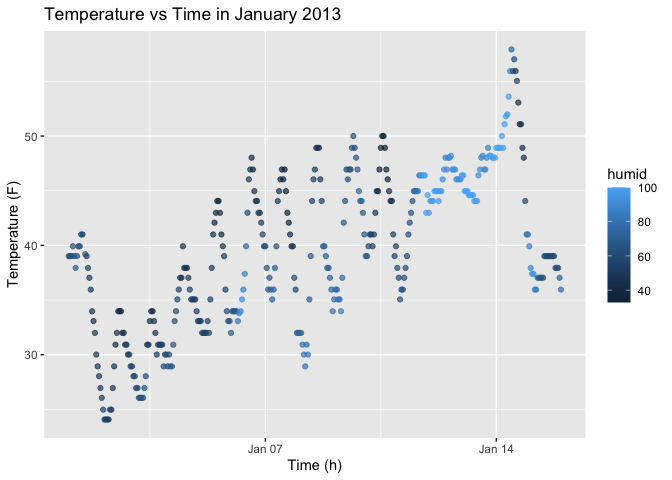 Temperature vs Time in January 2013
Temperature (F)
50
40
30
Jan 07
Jan 14
Time (h)
humid
100
80
60
40